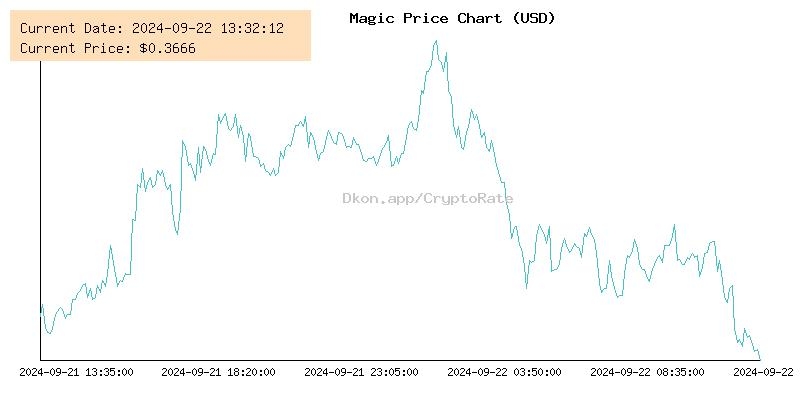 Magic Price Chart (USD)
Current Date: 2024-09-22 13:32:12
Current Price: $0.3666
Dkon.app/CryptoRate
2024-09-21 13:35:00 2024-09-21 18:20:00 2024-09-21 23:05:00 2024-09-22 03:50:00 2024-09-22 08:35:00 2024-09-22